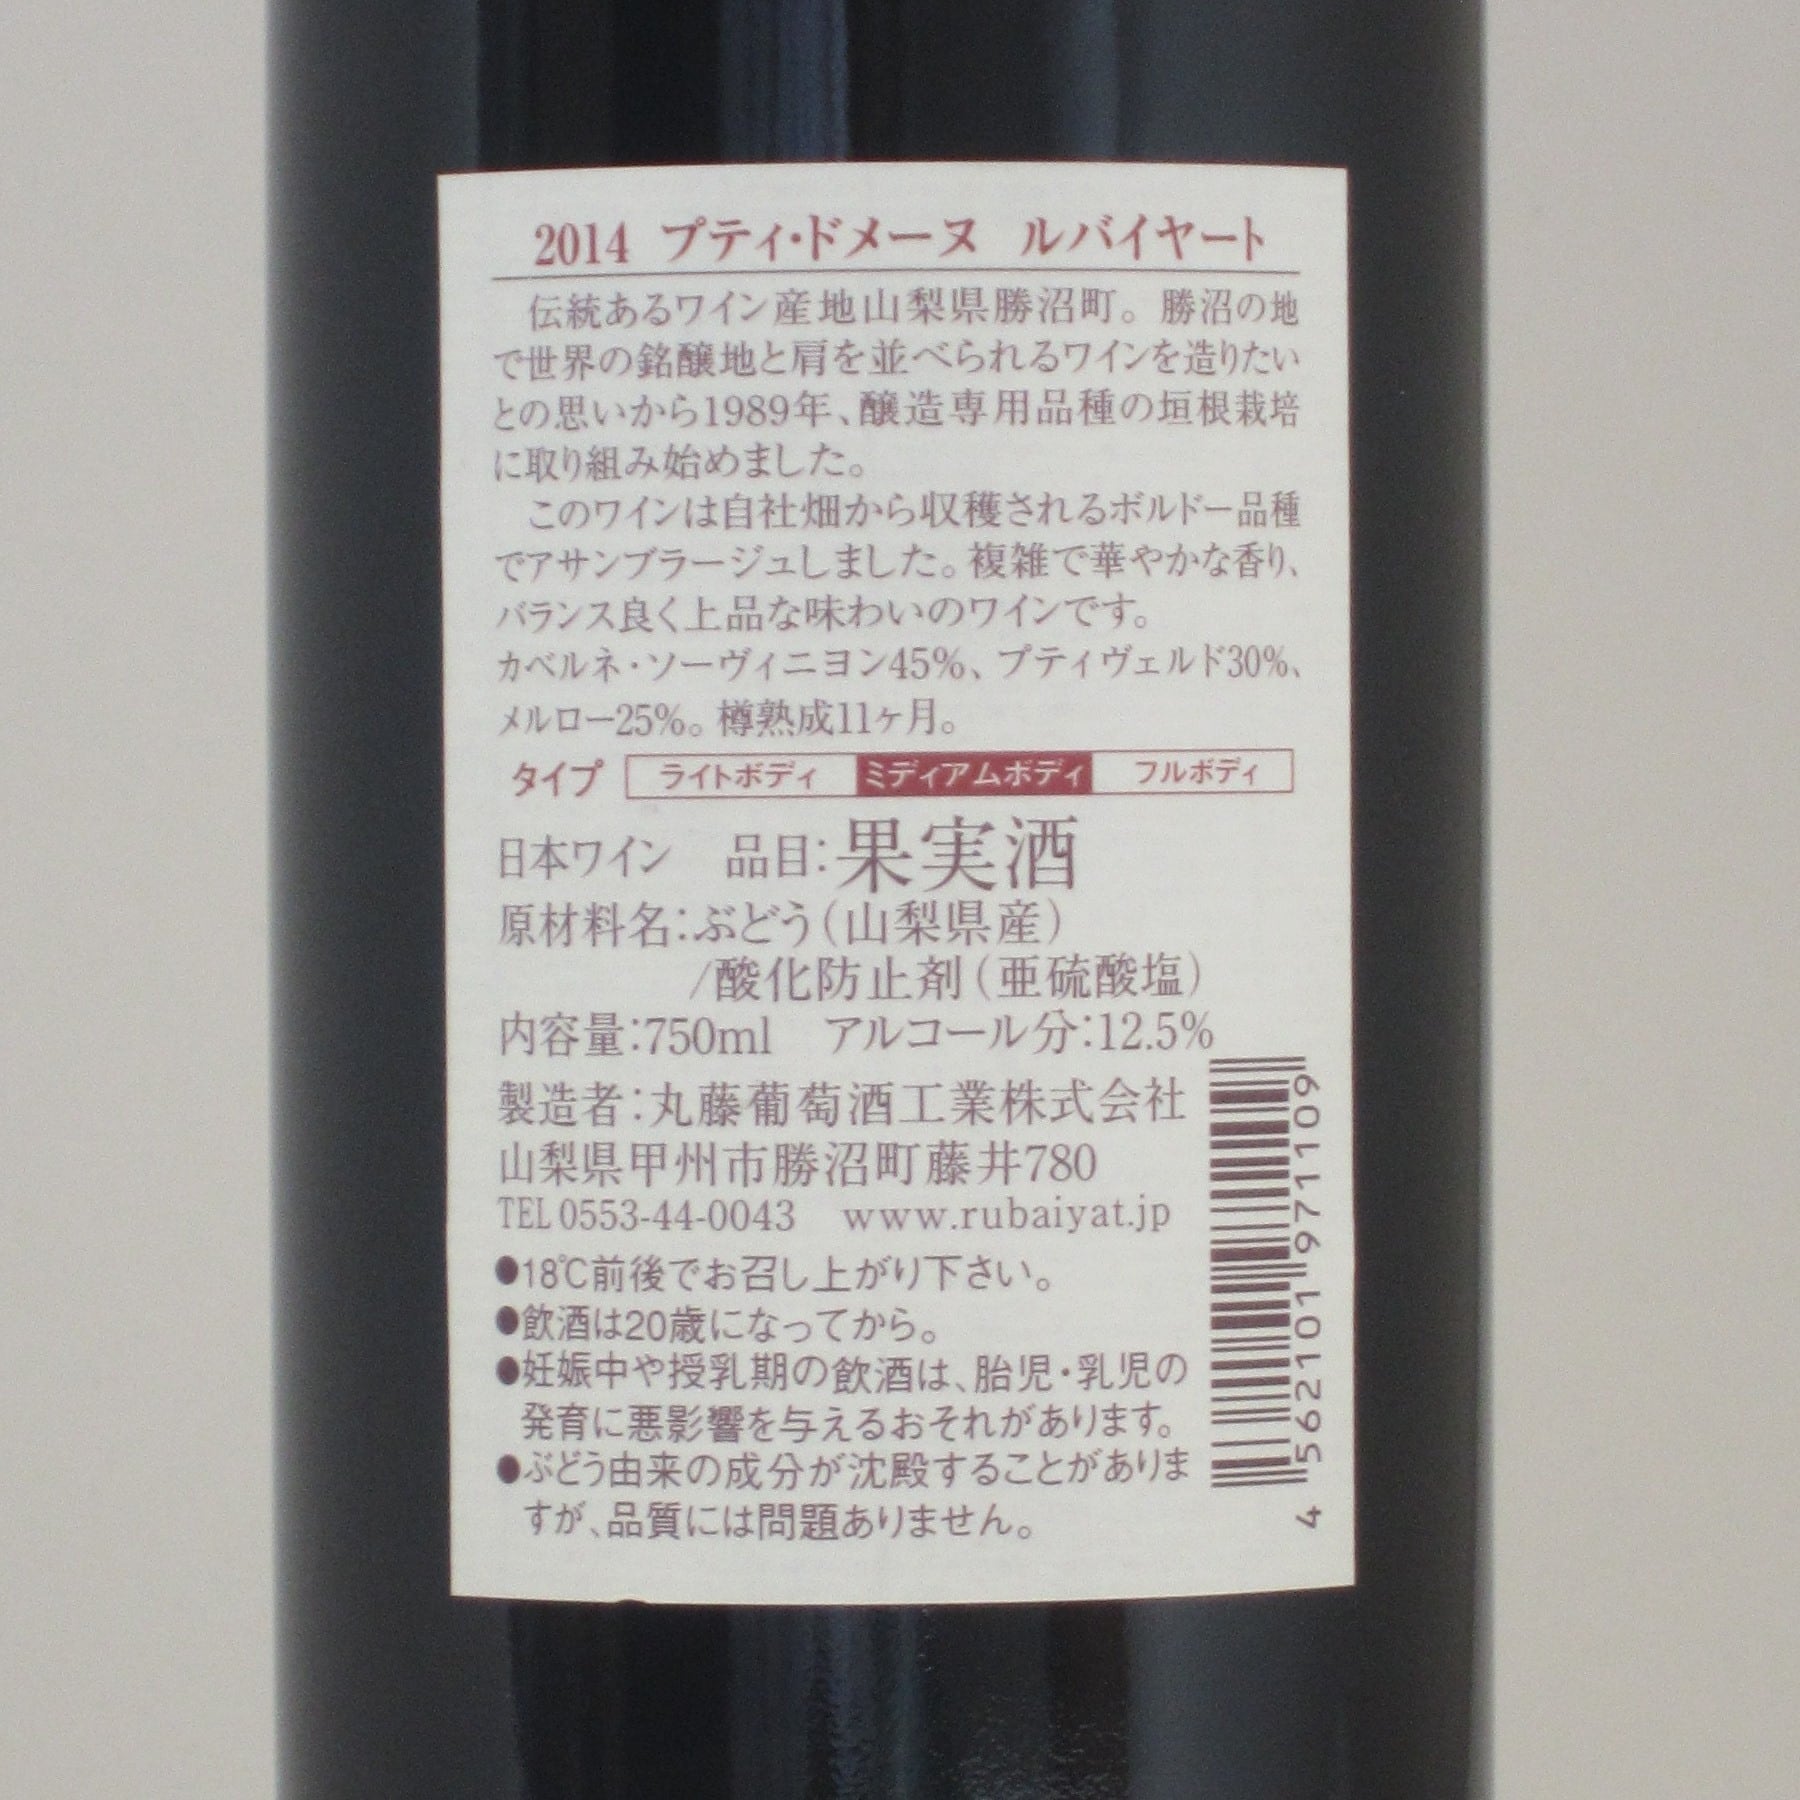 2014 プティ・ドメーヌ ルバイヤート
伝統あるワイン産地山梨県勝沼町。勝沼の地
で世界の銘醸地と肩を並べられるワインを造りたい
との思いから1989年、醸造専用品種の垣根栽培
に取り組み始めました。
このワインは自社畑から収穫されるボルドー品種
でアサンブラージュしました。複雑で華やかな香り、
バランス良く上品な味わいのワインです。
カベルネ・ソーヴィニヨン45%、プティヴェルド30%、
メルロー25%。樽熟成11ヶ月。
タイプ ライトボディ ミディアムボディ フルボディ
日本ワイン 品目:果実酒
原材料名:ぶどう(山梨県産)
/酸化防止剤(亜硫酸塩)
内容量:750ml アルコール分:12.5%
製造者:丸藤葡萄酒工業株式会社
山梨県甲州市勝沼町藤井780
TEL 0553-44-0043 www.rubaiyat.jp
●18℃前後でお召し上がり下さい。
●飲酒は20歳になってから。
●妊娠中や授乳期の飲酒は、胎児・乳児の
発育に悪影響を与えるおそれがあります。
●ぶどう由来の成分が沈殿することがありま
すが、品質には問題ありません。
4 562101 971109